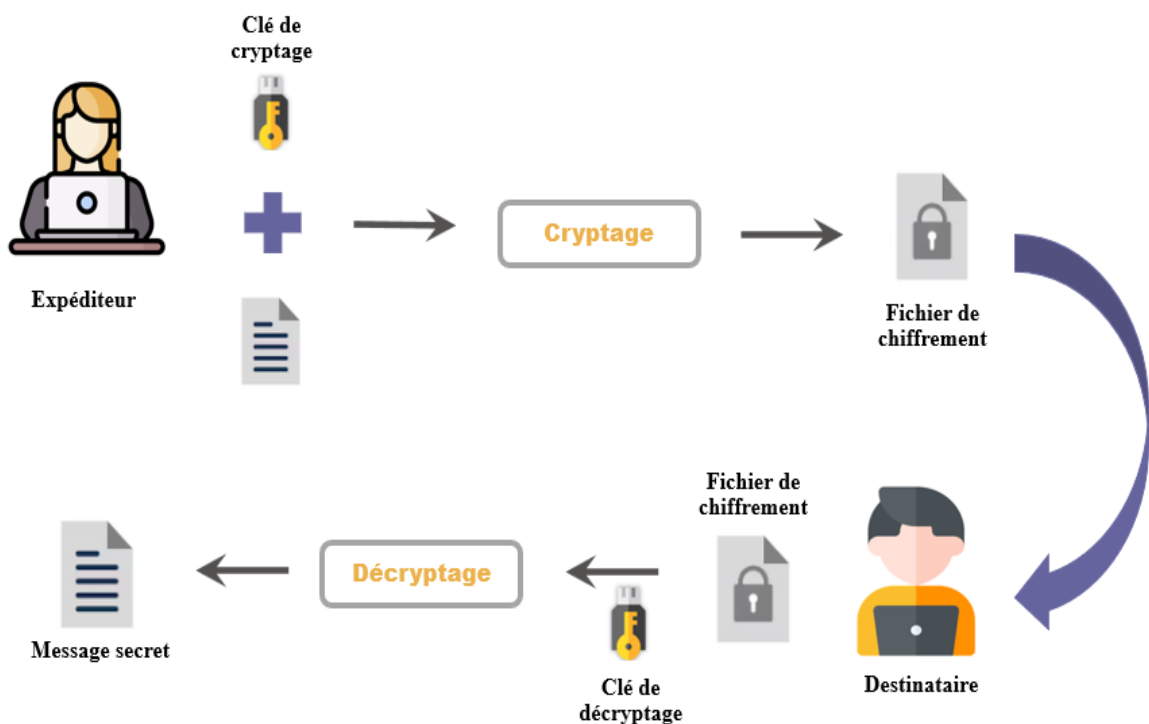 Clé de
cryptage
Cryptage
Expéditeur
Fichier de
chiffrement
Fichier de
chiffrement
Décryptage
Message secret
Clé de
décryptage
Destinataire